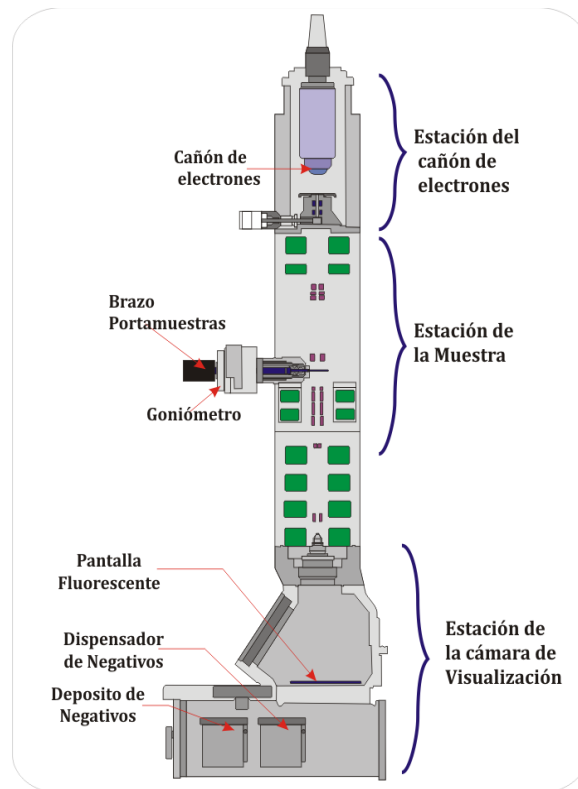 Estación del
cañón de
electrones
Cañón de
electrones
Brazo
Portamuestras
Estación de
la Muestra
Goniómetro
Pantalla
Fluorescente
Estación de
la cámara de
Visualización
Dispensador
de Negativos
Deposito de
Negativos